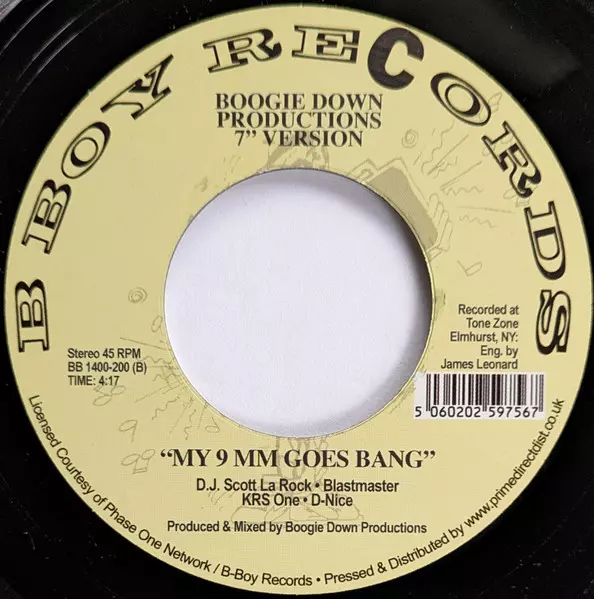 B BOY RECORDS
BOOGIE DOWN
PRODUCTIONS
7” VERSION
Recorded at
Tone Zone
Elmhurst, NY:
Eng. by
James Leonard
Stereo 45 RPM
BB 1400-200 (B)
TIME: 4:17
5 060202 597567
“MY 9 MM GOES BANG”
D.J. Scott La Rock • Blastmaster
KRS One • D-Nice
Produced & Mixed by Boogie Down Productions
Licensed Courtesy of Phase One Network / B-Boy Records • Pressed & Distributed by www.primedirectdist.co.uk